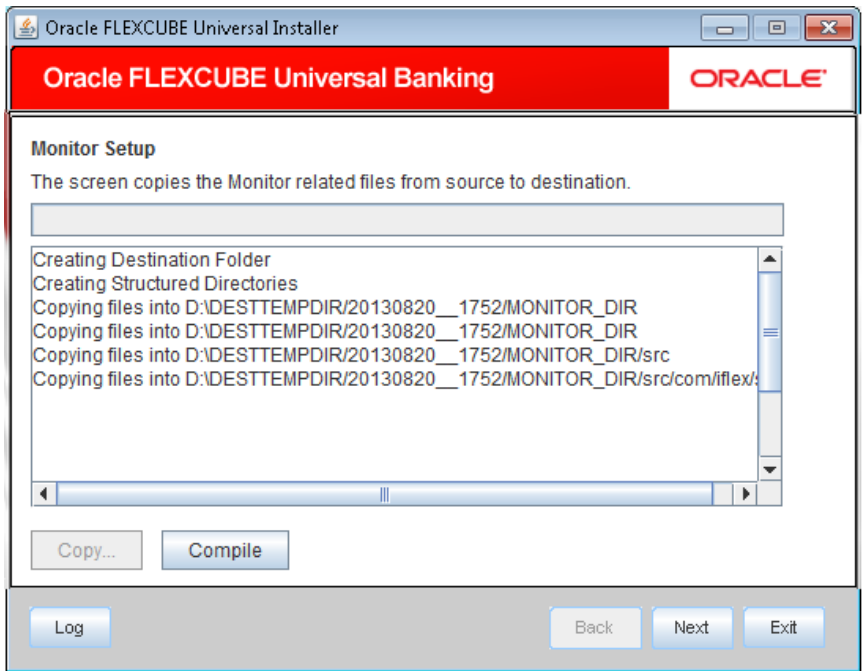 Oracle FLEXCUBE Universal Installer
Oracle FLEXCUBE Universal Banking
ORACLE®
Monitor Setup
The screen copies the Monitor related files from source to destination.
Creating Destination Folder
Creating Structured Directories
Copying files into D:\DESTTEMPDIR/20130820__1752/MONITOR_DIR
Copying files into D:\DESTTEMPDIR/20130820__1752/MONITOR_DIR
Copying files into D:\DESTTEMPDIR/20130820__1752/MONITOR_DIR/src
Copying files into D:\DESTTEMPDIR/20130820__1752/MONITOR_DIR/src/com/iflex/
Copy... Compile
Log Back Next Exit